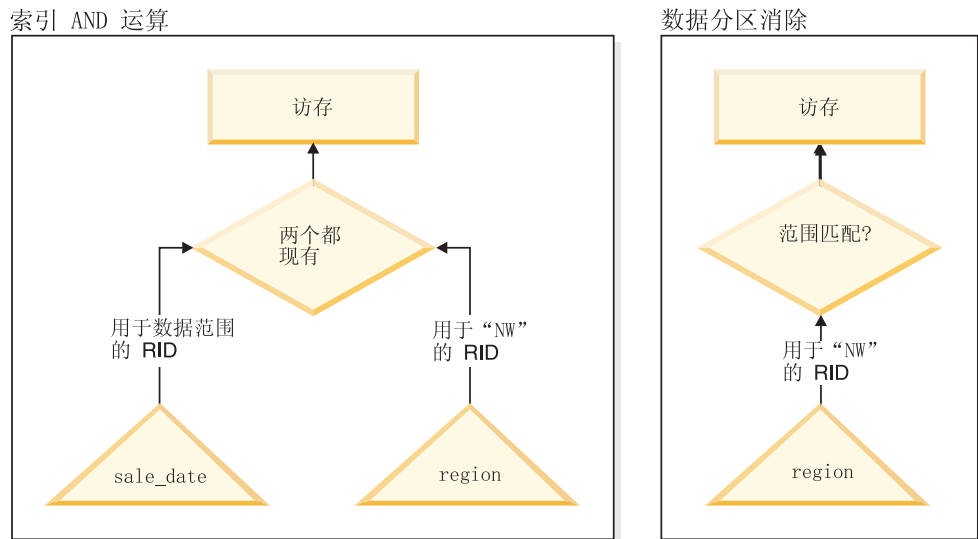 索引 AND 运算
访存
两个都
现有
用于数据范围
的 RID
用于“NW”
的 RID
sale_date
region
数据分区消除
访存
范围匹配?
用于“NW”
的 RID
region